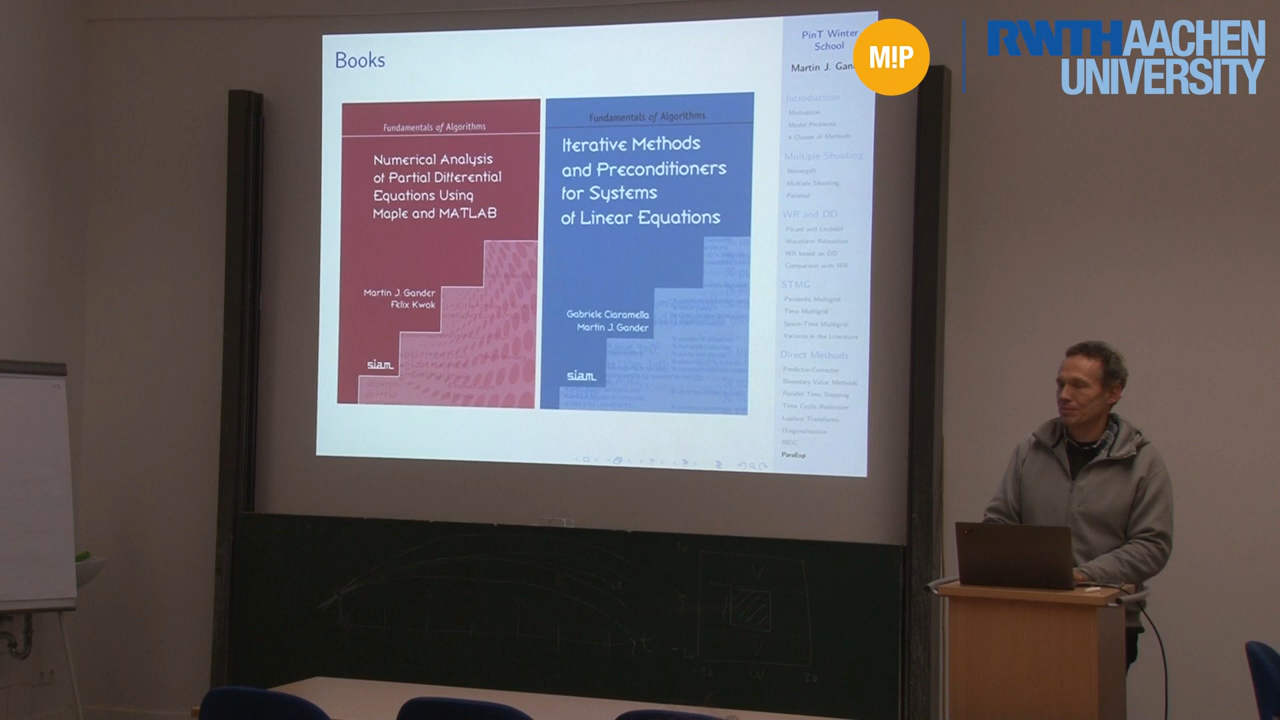 Books
Fundamentals of Algorithms
Numerical Analysis
of Partial Differential
Equations Using
Maple and MATLAB
Martin J. Gander
Felix Kwok
siam
Fundamentals of Algorithms
Iterative Methods
and Preconditioners
for Systems
of Linear Equations
Gabriele Ciaramella
Martin J. Gander
siam
PinT Winter
School
Martin J. Gan
Introduction
Motivation
Model Problems
4 Classes of Methods
Multiple Shooting
Nievergelt
Multiple Shooting
Parareal
WR and DD
Picard and Lindelöf
Waveform Relaxation
WR based on DD
Comparison with WR
STMG
Parabolic Multigrid
Time Multigrid
Space-Time Multigrid
Variants in the Literature
Direct Methods
Predictor-Corrector
Boundary Value Methods
Parallel Time Stepping
Time Cyclic Reduction
Laplace Transforms
Diagonalization
RIDC
ParaExp
M!P
RWTH AACHEN
UNIVERSITY